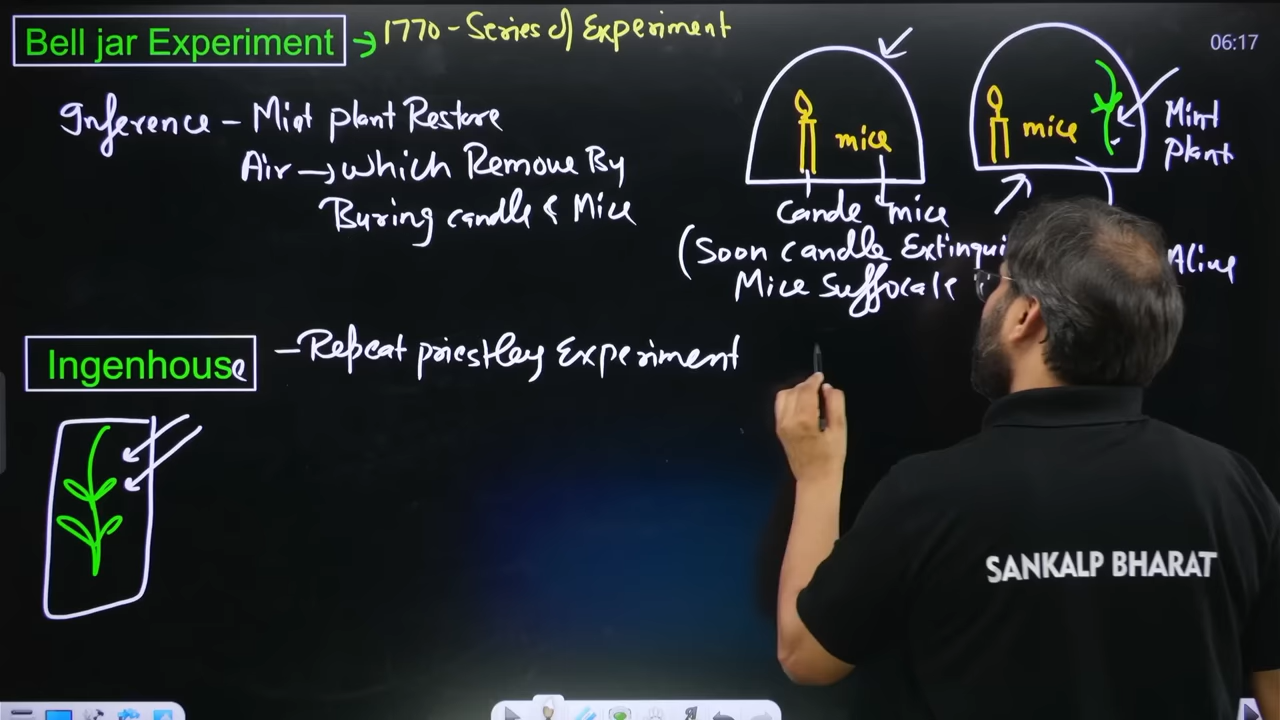 Bell jar Experiment → 1770 - Series of Experiment
06:17
Inference - Mint plant Restore
Air → which Remove By
Buring candle & Mice
mice
mice
Mint
plant
Cande mice
(Soon candle Extingui
Mice Suffocate
Alive
Ingenhouse - Repeat priestley Experiment
SANKALP BHARAT